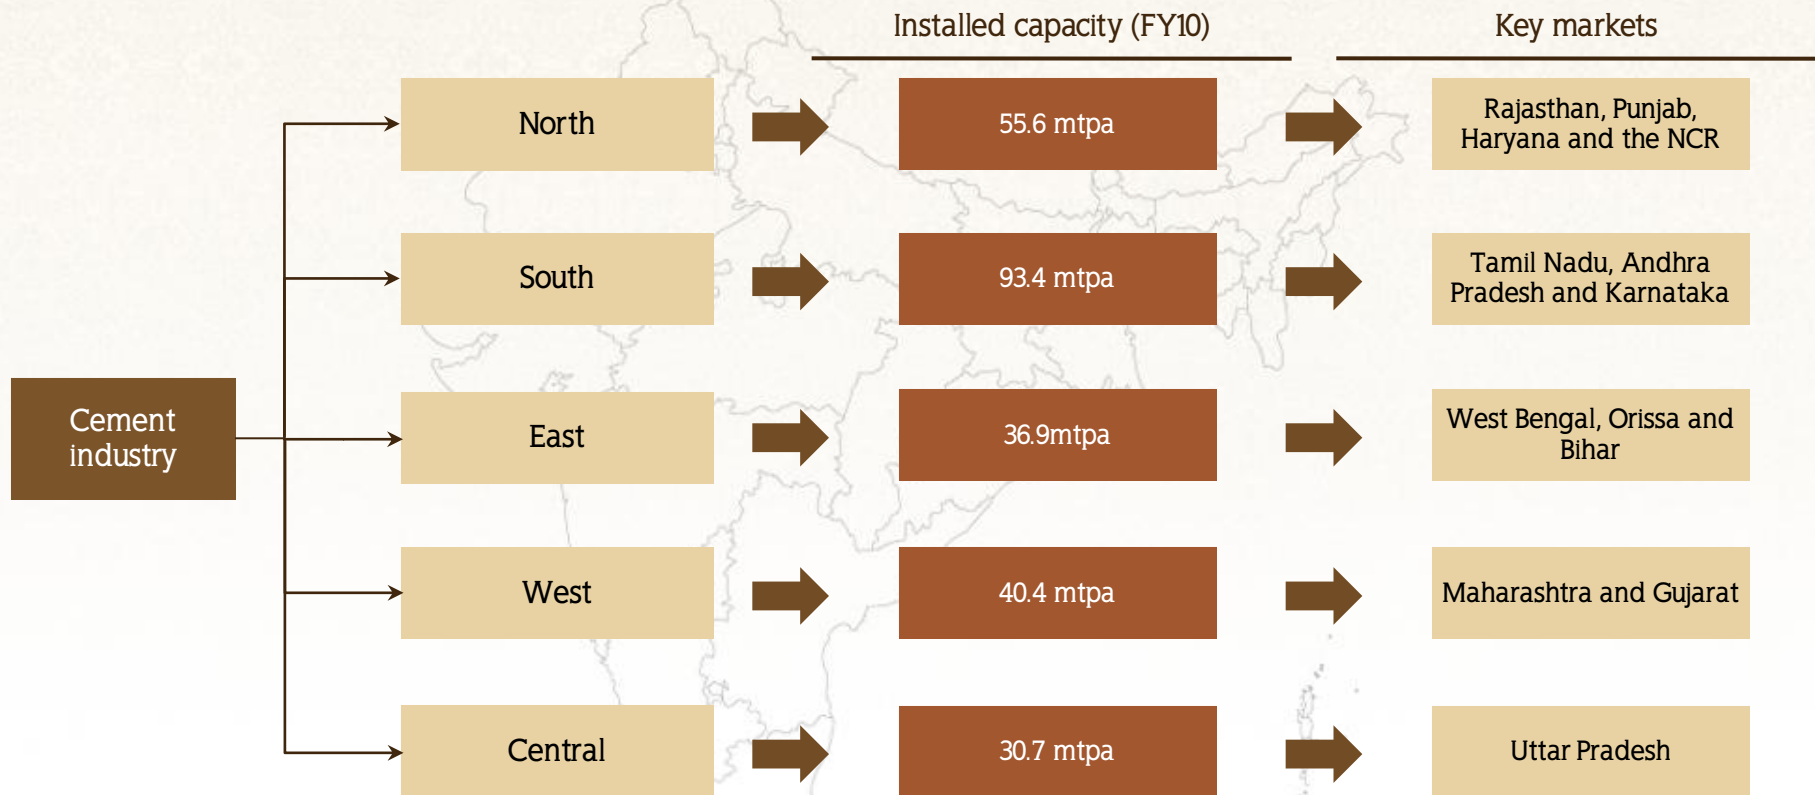 Installed capacity (FY10)
Key markets
North
55.6 mtpa
Rajasthan, Punjab,
Haryana and the NCR
South
93.4 mtpa
Tamil Nadu, Andhra
Pradesh and Karnataka
Cement
industry
East
36.9mtpa
West Bengal, Orissa and
Bihar
West
40.4 mtpa
Maharashtra and Gujarat
Central
30.7 mtpa
Uttar Pradesh